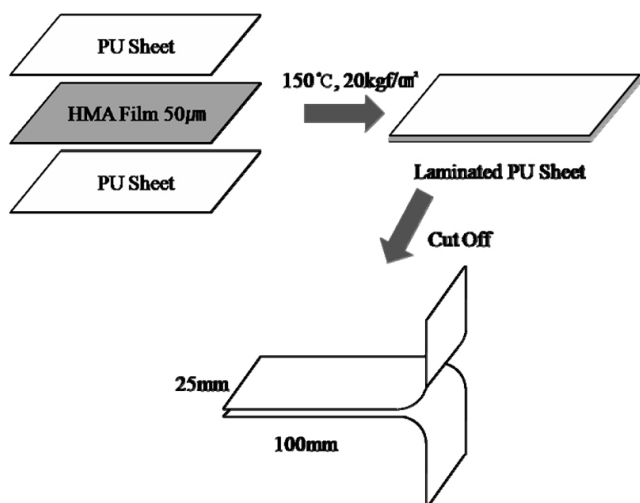 PU Sheet
HMA Film 50㎛
PU Sheet
150℃, 20kgf/㎠
Laminated PU Sheet
Cut Off
25mm
100mm